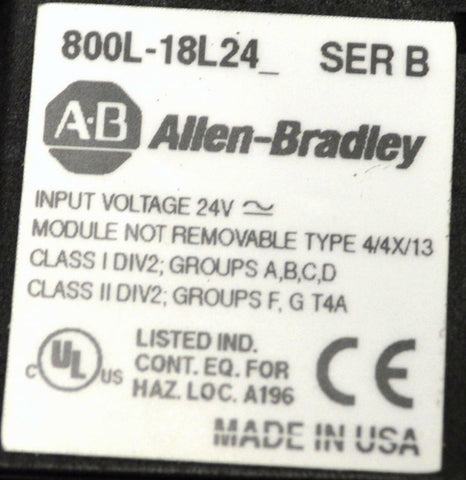 800L-18L24_ SER B
A·B Allen-Bradley
INPUT VOLTAGE 24V ⎓
MODULE NOT REMOVABLE TYPE 4/4X/13
CLASS I DIV2; GROUPS A,B,C,D
CLASS II DIV2; GROUPS F, G T4A
C UL US
LISTED IND.
CONT. EQ. FOR
HAZ. LOC. A196
CE
MADE IN USA